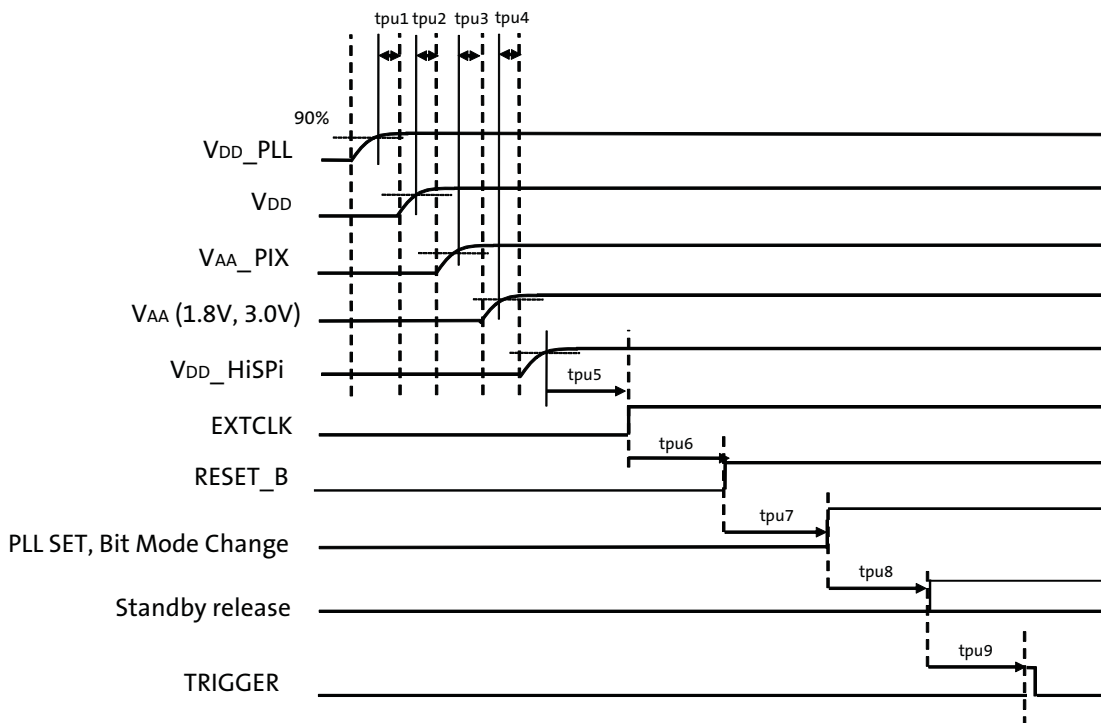 tpu1 tpu2 tpu3 tpu4
90%
VDD_PLL
VDD
VAA_PIX
VAA (1.8V, 3.0V)
VDD_HiSPi
tpu5
EXTCLK
tpu6
RESET_B
tpu7
PLL SET, Bit Mode Change
tpu8
Standby release
tpu9
TRIGGER